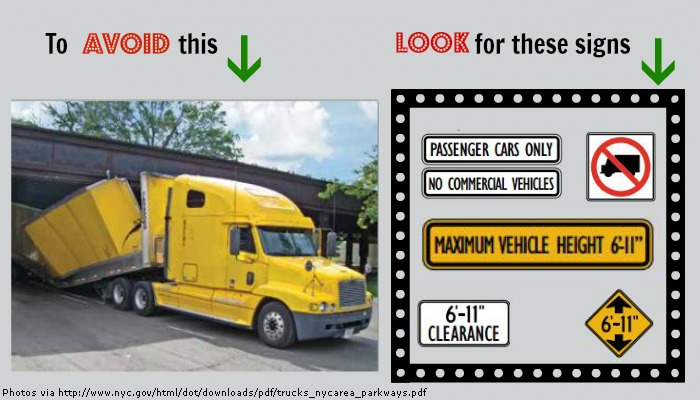 To AVOID this
LOOK for these signs
PASSENGER CARS ONLY
NO COMMERCIAL VEHICLES
MAXIMUM VEHICLE HEIGHT 6'-11"
6'-11"
CLEARANCE
6'-11"
Photos via http://www.nyc.gov/html/dot/downloads/pdf/trucks_nycarea_parkways.pdf